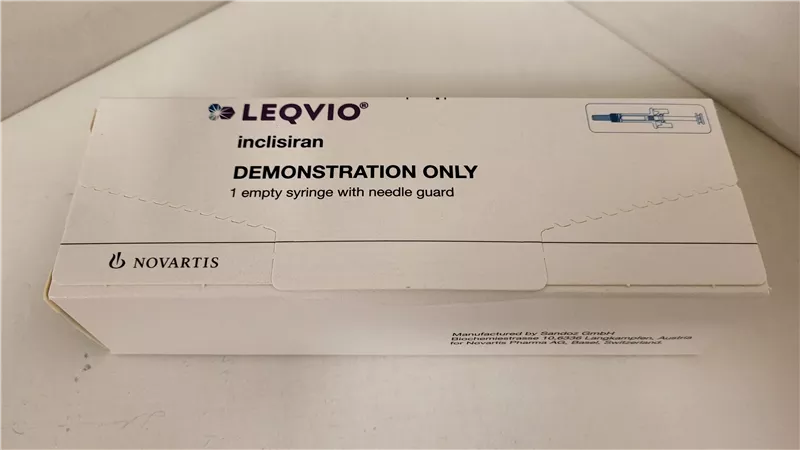 LEQVIO®
inclisiran
DEMONSTRATION ONLY
1 empty syringe with needle guard
NOVARTIS
Manufactured by Sandoz GmbH
Biochemiestrasse 10,6336 Langkampfen, Austria
for Novartis Pharma AG, Basel, Switzerland.